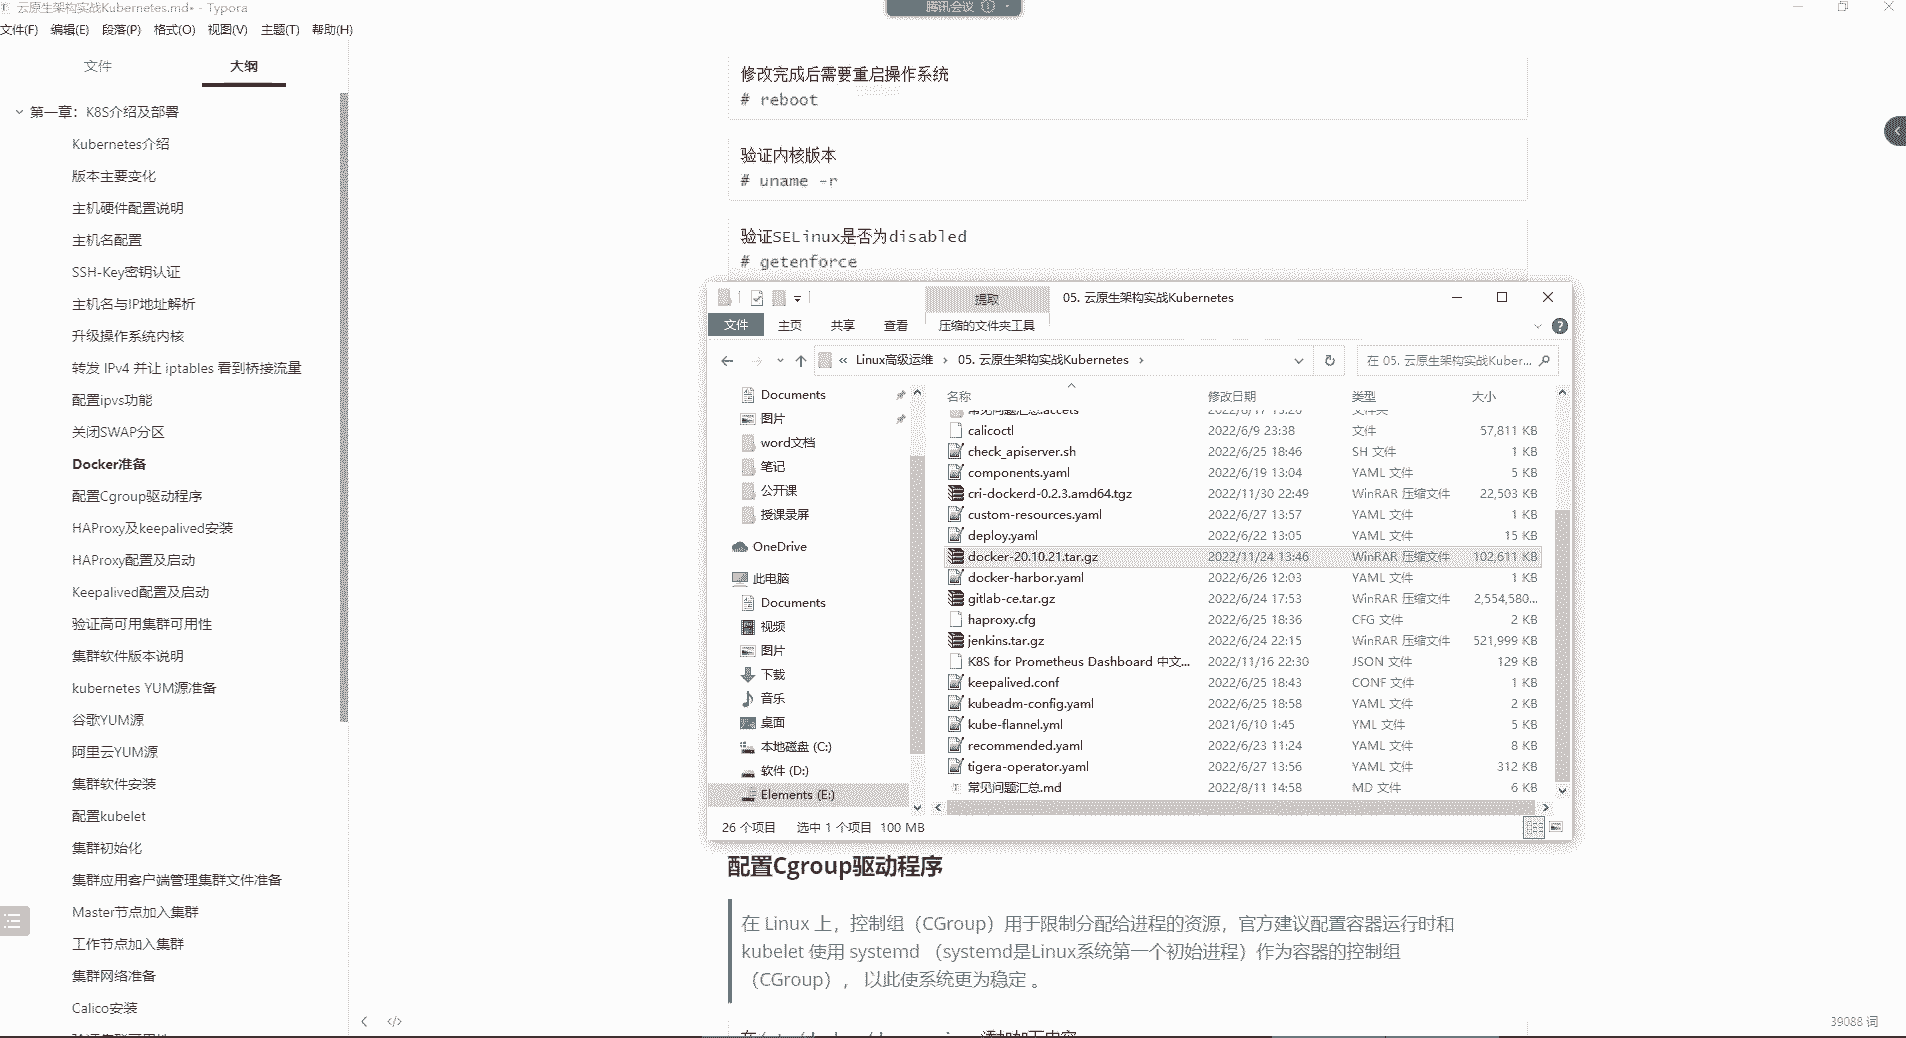 云原生架构实战Kubernetes.md• - Typora
腾讯会议
文件(F) 编辑(E) 段落(P) 格式(O) 视图(V) 主题(T) 帮助(H)
文件 大纲
第一章：K8S介绍及部署
Kubernetes介绍
版本主要变化
主机硬件配置说明
主机名配置
SSH-Key密钥认证
主机名与IP地址解析
升级操作系统内核
转发 IPv4 并让 iptables 看到桥接流量
配置ipvs功能
关闭SWAP分区
Docker准备
配置Cgroup驱动程序
HAProxy及keepalived安装
HAProxy配置及启动
Keepalived配置及启动
验证高可用集群可用性
集群软件版本说明
kubernetes YUM源准备
谷歌YUM源
阿里云YUM源
集群软件安装
配置kubelet
集群初始化
集群应用客户端管理集群文件准备
Master节点加入集群
工作节点加入集群
集群网络准备
Calico安装
修改完成后需要重启操作系统
# reboot
验证内核版本
# uname -r
验证SELinux是否为disabled
# getenforce
提取 05. 云原生架构实战Kubernetes
文件 主页 共享 查看 压缩的文件夹工具
« Linux高级运维 › 05. 云原生架构实战Kubernetes ›
在 05. 云原生架构实战Kuber...
Documents
图片
word文档
笔记
公开课
授课录屏
OneDrive
此电脑
Documents
视频
图片
下载
音乐
桌面
本地磁盘 (C:)
软件 (D:)
Elements (E:)
名称 修改日期 类型 大小
常见问题汇总.assets 2022/6/17 15:20 文件夹
calicoctl 2022/6/9 23:38 文件 57,811 KB
check_apiserver.sh 2022/6/25 18:46 SH 文件 1 KB
components.yaml 2022/6/19 13:04 YAML 文件 5 KB
cri-dockerd-0.2.3.amd64.tgz 2022/11/30 22:49 WinRAR 压缩文件 22,503 KB
custom-resources.yaml 2022/6/27 13:57 YAML 文件 1 KB
deploy.yaml 2022/6/22 13:05 YAML 文件 15 KB
docker-20.10.21.tar.gz 2022/11/24 13:46 WinRAR 压缩文件 102,611 KB
docker-harbor.yaml 2022/6/26 12:03 YAML 文件 1 KB
gitlab-ce.tar.gz 2022/6/24 17:53 WinRAR 压缩文件 2,554,580...
haproxy.cfg 2022/6/25 18:36 CFG 文件 2 KB
jenkins.tar.gz 2022/6/24 22:15 WinRAR 压缩文件 521,999 KB
K8S for Prometheus Dashboard 中文... 2022/11/16 22:30 JSON 文件 129 KB
keepalived.conf 2022/6/25 18:43 CONF 文件 1 KB
kubeadm-config.yaml 2022/6/25 18:58 YAML 文件 2 KB
kube-flannel.yml 2021/6/10 1:45 YML 文件 5 KB
recommended.yaml 2022/6/23 11:24 YAML 文件 8 KB
tigera-operator.yaml 2022/6/27 13:56 YAML 文件 312 KB
常见问题汇总.md 2022/8/11 14:58 MD 文件 6 KB
26 个项目 选中 1 个项目 100 MB
配置Cgroup驱动程序
在 Linux 上，控制组（CGroup）用于限制分配给进程的资源，官方建议配置容器运行时和
kubelet 使用 systemd （systemd是Linux系统第一个初始进程）作为容器的控制组
（CGroup）， 以此使系统更为稳定 。
39088 词